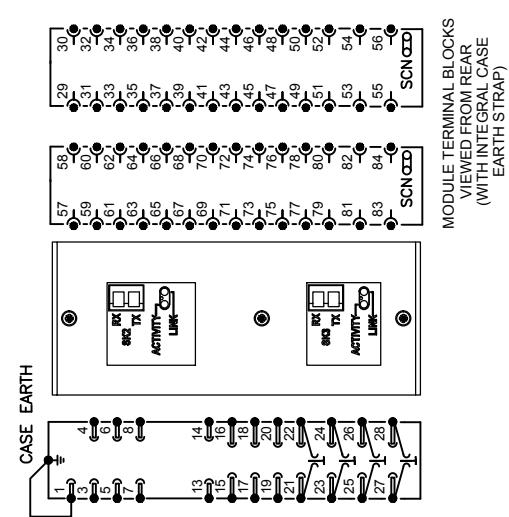 30 32 34 36 38 40 42 44 46 48 50 52 54 56
29 31 33 35 37 39 41 43 45 47 49 51 53 55
SCN
58 60 62 64 66 68 70 72 74 76 78 80 82 84
57 59 61 63 65 67 69 71 73 75 77 79 81 83
SCN
MODULE TERMINAL BLOCKS
VIEWED FROM REAR
(WITH INTEGRAL CASE
EARTH STRAP)
RX
TX
SK2
ACTIVITY
LINK
RX
TX
SK3
ACTIVITY
LINK
CASE EARTH
4 6 8 14 16 18 20 22 24 26 28
1 3 5 7 13 15 17 19 21 23 25 27